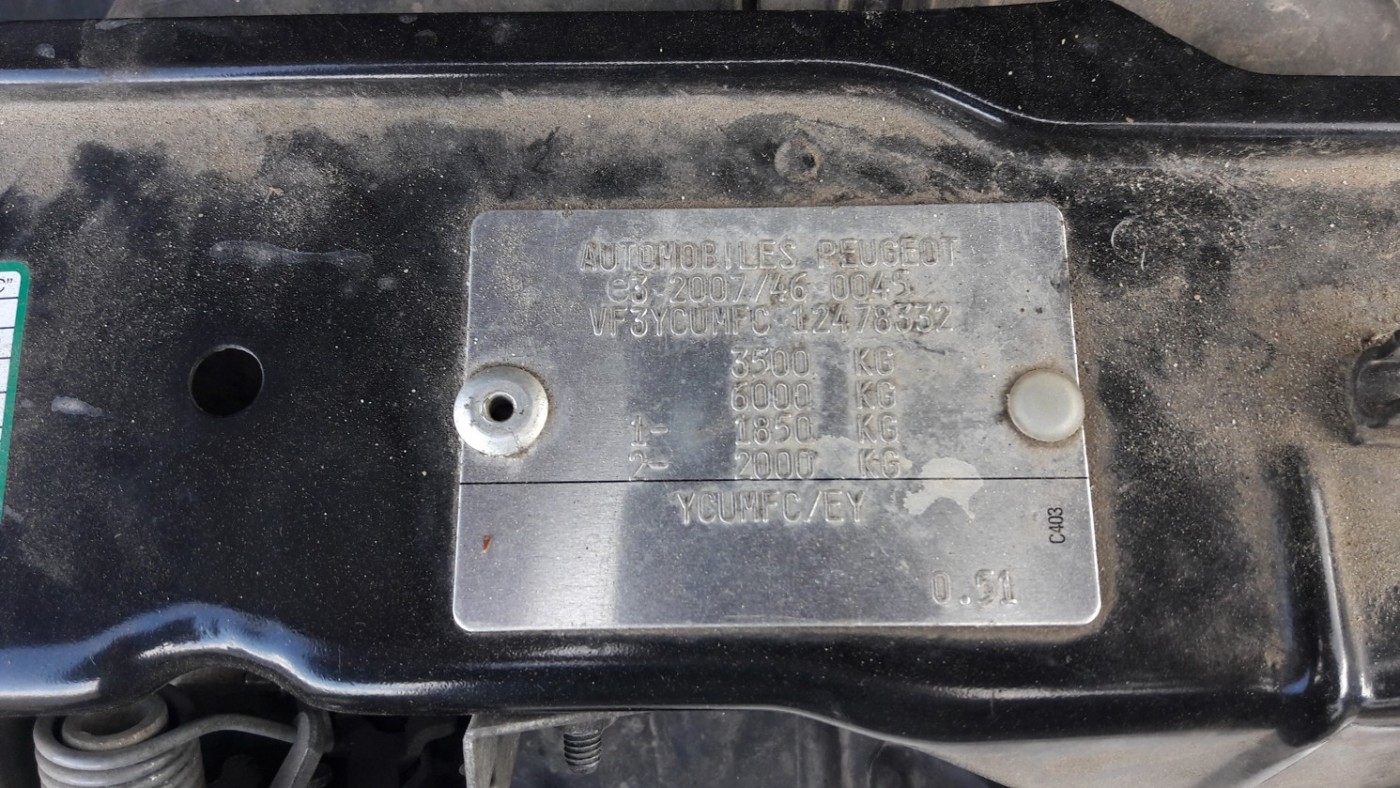 AUTOMOBILES PEUGEOT
e3 2007/46 0045
VF3YCUMFC 12478332
3500 KG
6000 KG
1- 1850 KG
2- 2000 KG
YCUMFC/EY
C403
0.51
C"